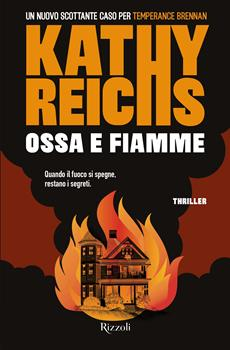 UN NUOVO SCOTTANTE CASO PER TEMPERANCE BRENNAN
KATHY
REICHS
OSSA E FIAMME
Quando il fuoco si spegne,
restano i segreti.
THRILLER
Rizzoli